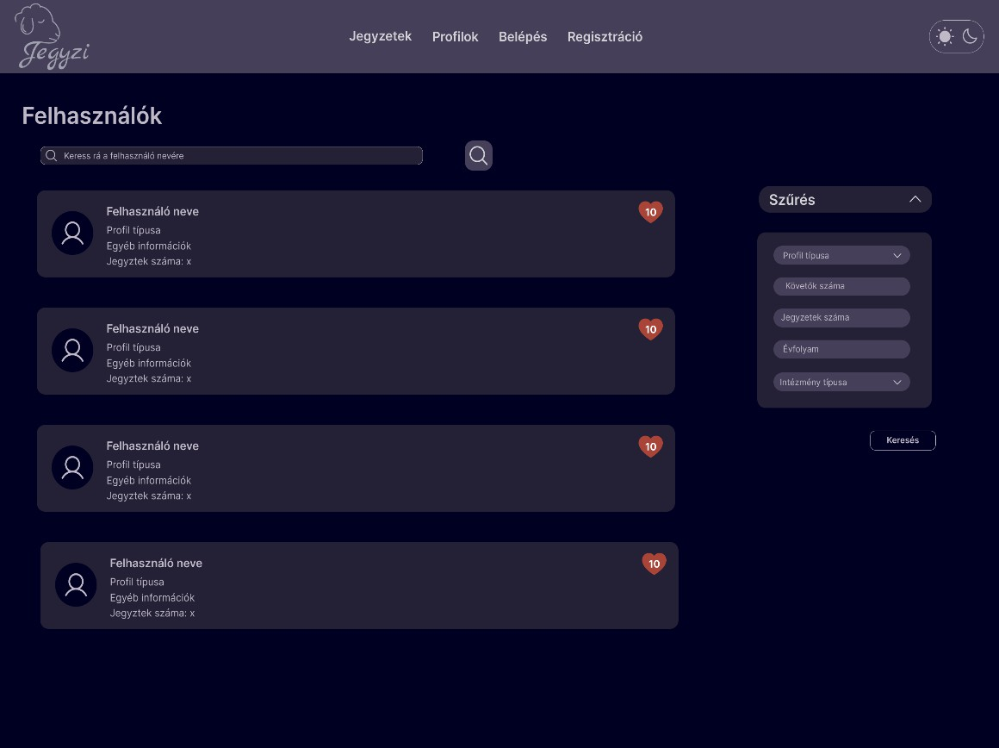 Jegyzi
Jegyzetek Profilok Belépés Regisztráció
Felhasználók
Keress rá a felhasználó nevére
Felhasználó neve
Profil típusa
Egyéb információk
Jegyztek száma: x
10
Felhasználó neve
Profil típusa
Egyéb információk
Jegyztek száma: x
10
Felhasználó neve
Profil típusa
Egyéb információk
Jegyztek száma: x
10
Felhasználó neve
Profil típusa
Egyéb információk
Jegyztek száma: x
10
Szűrés
Profil típusa
Követők száma
Jegyzetek száma
Évfolyam
Intézmény típusa
Keresés